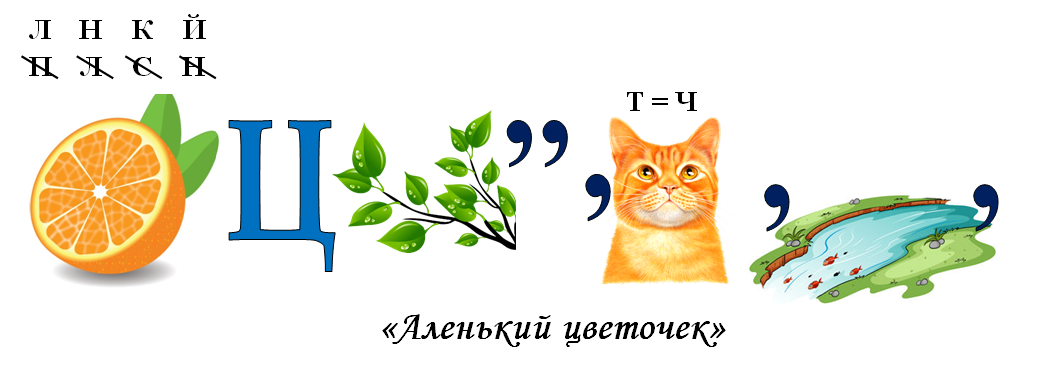 Л Н К Й
П Л С Н
Т = Ч
Ц ,, , , ,
«Аленький цветочек»